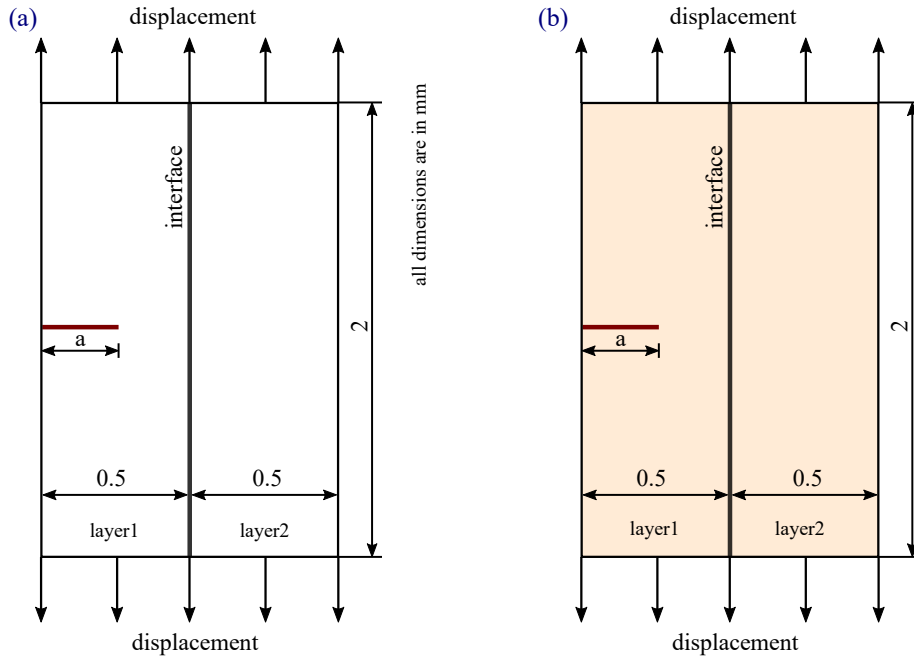 (a)
displacement
interface
all dimensions are in mm
2
a
0.5
0.5
layer1
layer2
displacement
(b)
displacement
interface
2
a
0.5
0.5
layer1
layer2
displacement